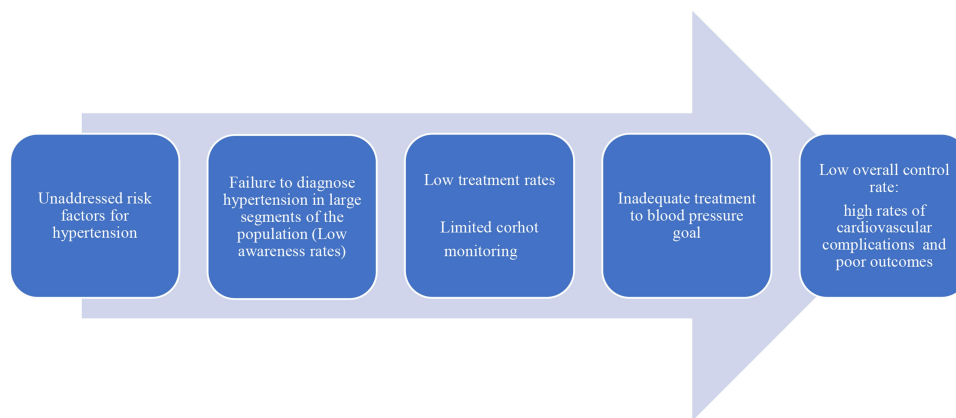 Unaddressed risk
factors for
hypertension
Failure to diagnose
hypertension in large
segments of the
population (Low
awareness rates)
Low treatment rates
Limited corhot
monitoring
Inadequate treatment
to blood pressure
goal
Low overall control
rate:
high rates of
cardiovascular
complications and
poor outcomes